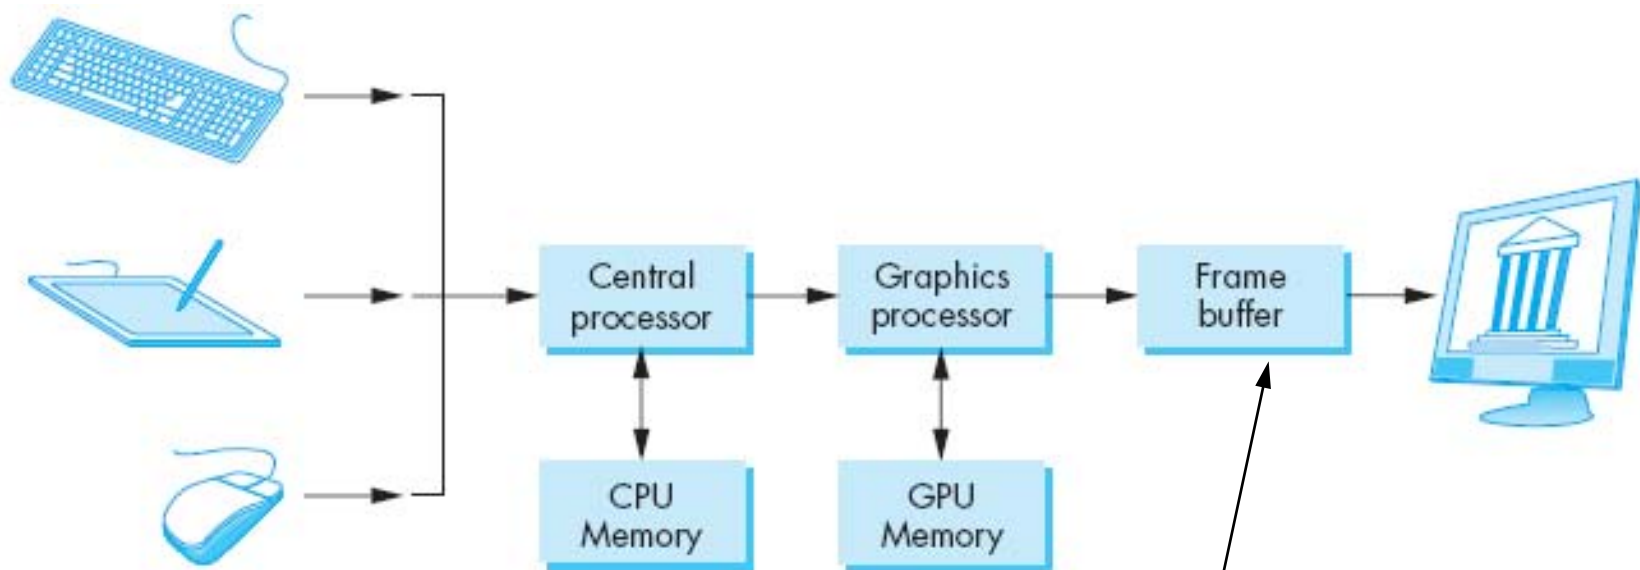 Central
processor
Graphics
processor
Frame
buffer
CPU
Memory
GPU
Memory